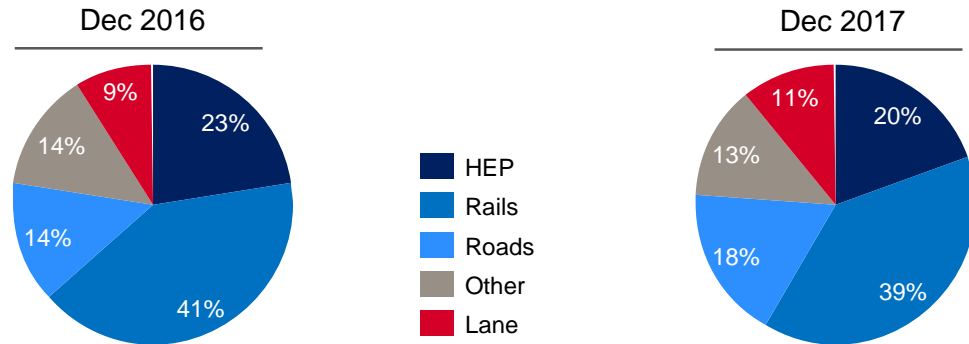 Dec 2016
9%
23%
14%
14%
41%
HEP
Rails
Roads
Other
Lane
Dec 2017
11%
20%
13%
18%
39%